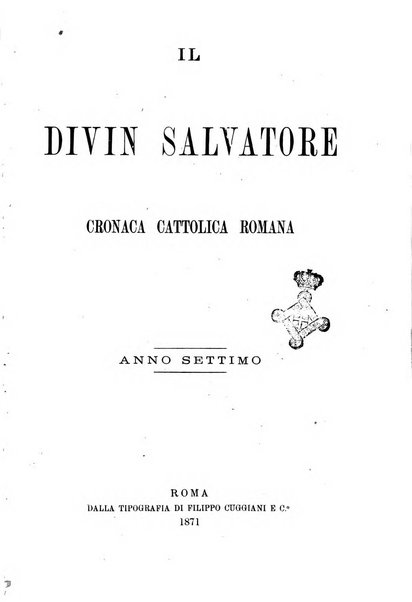 IL
DIVIN SALVATORE
CRONACA CATTOLICA ROMANA
ANNO SETTIMO
ROMA
DALLA TIPOGRAFIA DI FILIPPO CUGGIANI E C.º
1871